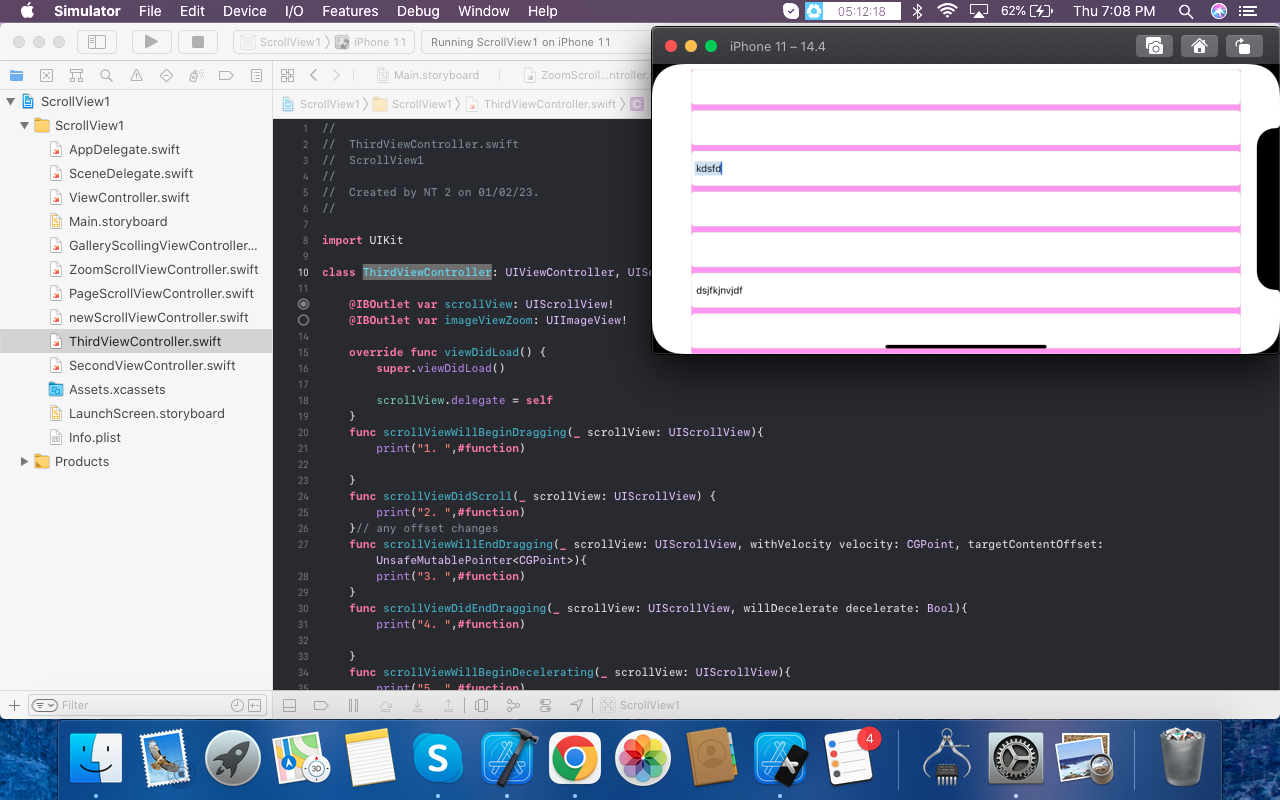 Simulator File Edit Device I/O Features Debug Window Help 05:12:18 62% Thu 7:08 PM
ScrollView1 iPhone 11 Running ScrollView1 on iPhone 11
iPhone 11 – 14.4
Main.storyboard ZoomScroll...ntroller.
ScrollView1 ScrollView1 ThirdViewController.swift C
ScrollView1
ScrollView1
AppDelegate.swift
SceneDelegate.swift
ViewController.swift
Main.storyboard
GalleryScollingViewController...
ZoomScrollViewController.swift
PageScrollViewController.swift
newScrollViewController.swift
ThirdViewController.swift
SecondViewController.swift
Assets.xcassets
LaunchScreen.storyboard
Info.plist
Products
Filter
1 //
2 // ThirdViewController.swift
3 // ScrollView1
4 //
5 // Created by NT 2 on 01/02/23.
6 //
7
8 import UIKit
9
10 class ThirdViewController: UIViewController, UISc
11
@IBOutlet var scrollView: UIScrollView!
@IBOutlet var imageViewZoom: UIImageView!
14
15 override func viewDidLoad() {
16 super.viewDidLoad()
17
18 scrollView.delegate = self
19 }
20 func scrollViewWillBeginDragging(_ scrollView: UIScrollView){
21 print("1. ",#function)
22
23 }
24 func scrollViewDidScroll(_ scrollView: UIScrollView) {
25 print("2. ",#function)
26 }// any offset changes
27 func scrollViewWillEndDragging(_ scrollView: UIScrollView, withVelocity velocity: CGPoint, targetContentOffset:
UnsafeMutablePointer<CGPoint>){
28 print("3. ",#function)
29 }
30 func scrollViewDidEndDragging(_ scrollView: UIScrollView, willDecelerate decelerate: Bool){
31 print("4. ",#function)
32
33 }
34 func scrollViewWillBeginDecelerating(_ scrollView: UIScrollView){
35 print("5. ",#function)
kdsfd
dsjfkjnvjdf
ScrollView1
3D
4